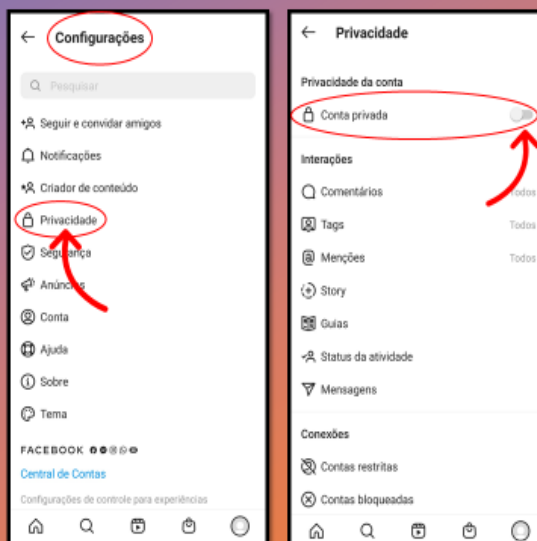 Configurações
Pesquisar
Seguir e convidar amigos
Notificações
Criador de conteúdo
Privacidade
Segurança
Anúncios
Conta
Ajuda
Sobre
Tema
FACEBOOK
Central de Contas
Configurações de controle para experiências
Privacidade
Privacidade da conta
Conta privada
Interações
Comentários
Todos
Tags
Todos
Menções
Todos
Story
Guias
Status da atividade
Mensagens
Conexões
Contas restritas
Contas bloqueadas